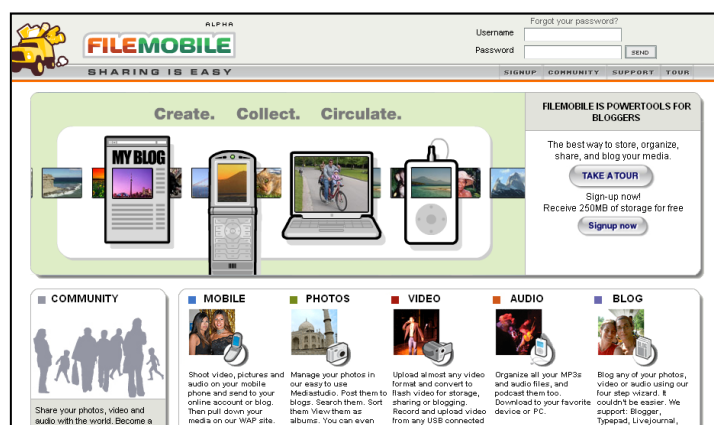 Forgot your password?
ALPHA
Username
FILEMOBILE
Password
SEND
SHARING IS EASY
SIGNUP COMMUNITY SUPPORT TOUR
Create. Collect. Circulate.
MY BLOG
FILEMOBILE IS POWERTOOLS FOR
BLOGGERS
The best way to store, organize,
share, and blog your media.
TAKE A TOUR
Sign-up now!
Receive 250MB of storage for free
Signup now
COMMUNITY
Share your photos, video and
audio with the world. Become a
MOBILE
Shoot video, pictures and
audio on your mobile
phone and send to your
online account or blog.
Then pull down your
media on our WAP site.
PHOTOS
Manage your photos in
our easy to use
Mediastudio. Post them to
blogs. Search them. Sort
them View them as
albums. You can even
VIDEO
Upload almost any video
format and convert to
flash video for storage,
sharing or blogging.
Record and upload video
from any USB connected
AUDIO
Organize all your MP3s
and audio files, and
podcast them too.
Download to your favorite
device or PC.
BLOG
Blog any of your photos,
video or audio using our
four step wizard. It
couldn't be easier. We
support: Blogger,
Typepad, Livejournal,